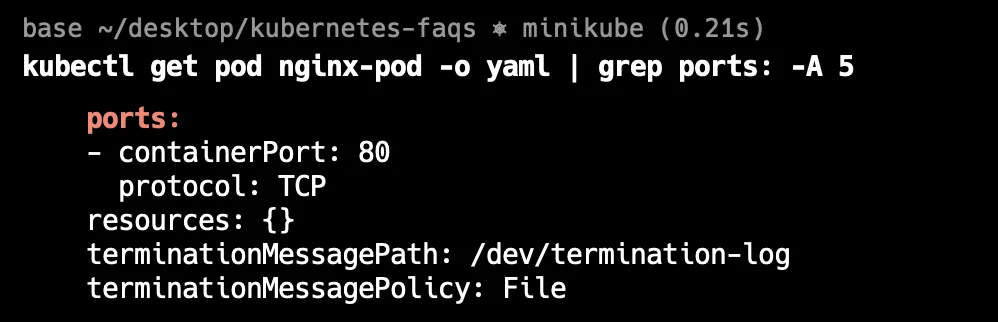 base ~/desktop/kubernetes-faqs ⎈ minikube (0.21s)
kubectl get pod nginx-pod -o yaml | grep ports: -A 5
    ports:
    - containerPort: 80
      protocol: TCP
    resources: {}
    terminationMessagePath: /dev/termination-log
    terminationMessagePolicy: File